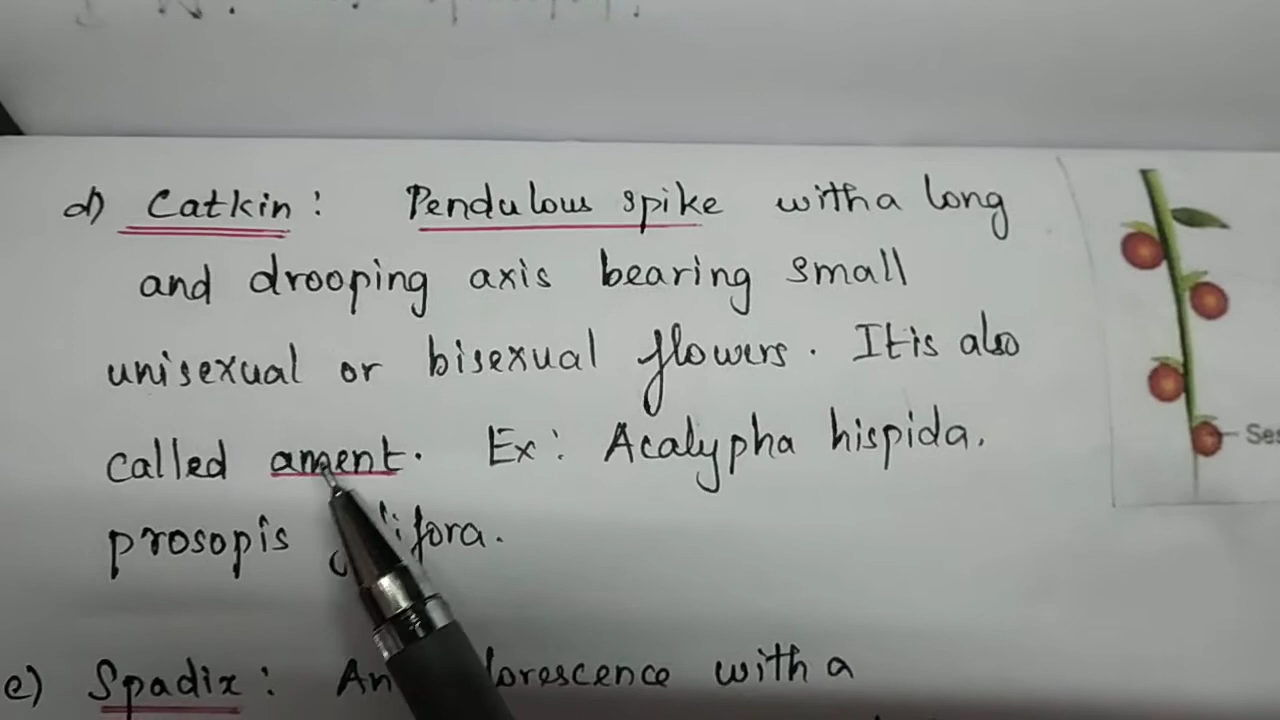 d) Catkin: Pendulous spike with a long
and drooping axis bearing small
unisexual or bisexual flowers. It is also
called ament. Ex: Acalypha hispida.
prosopis
e) Spadix: An with a
Ses